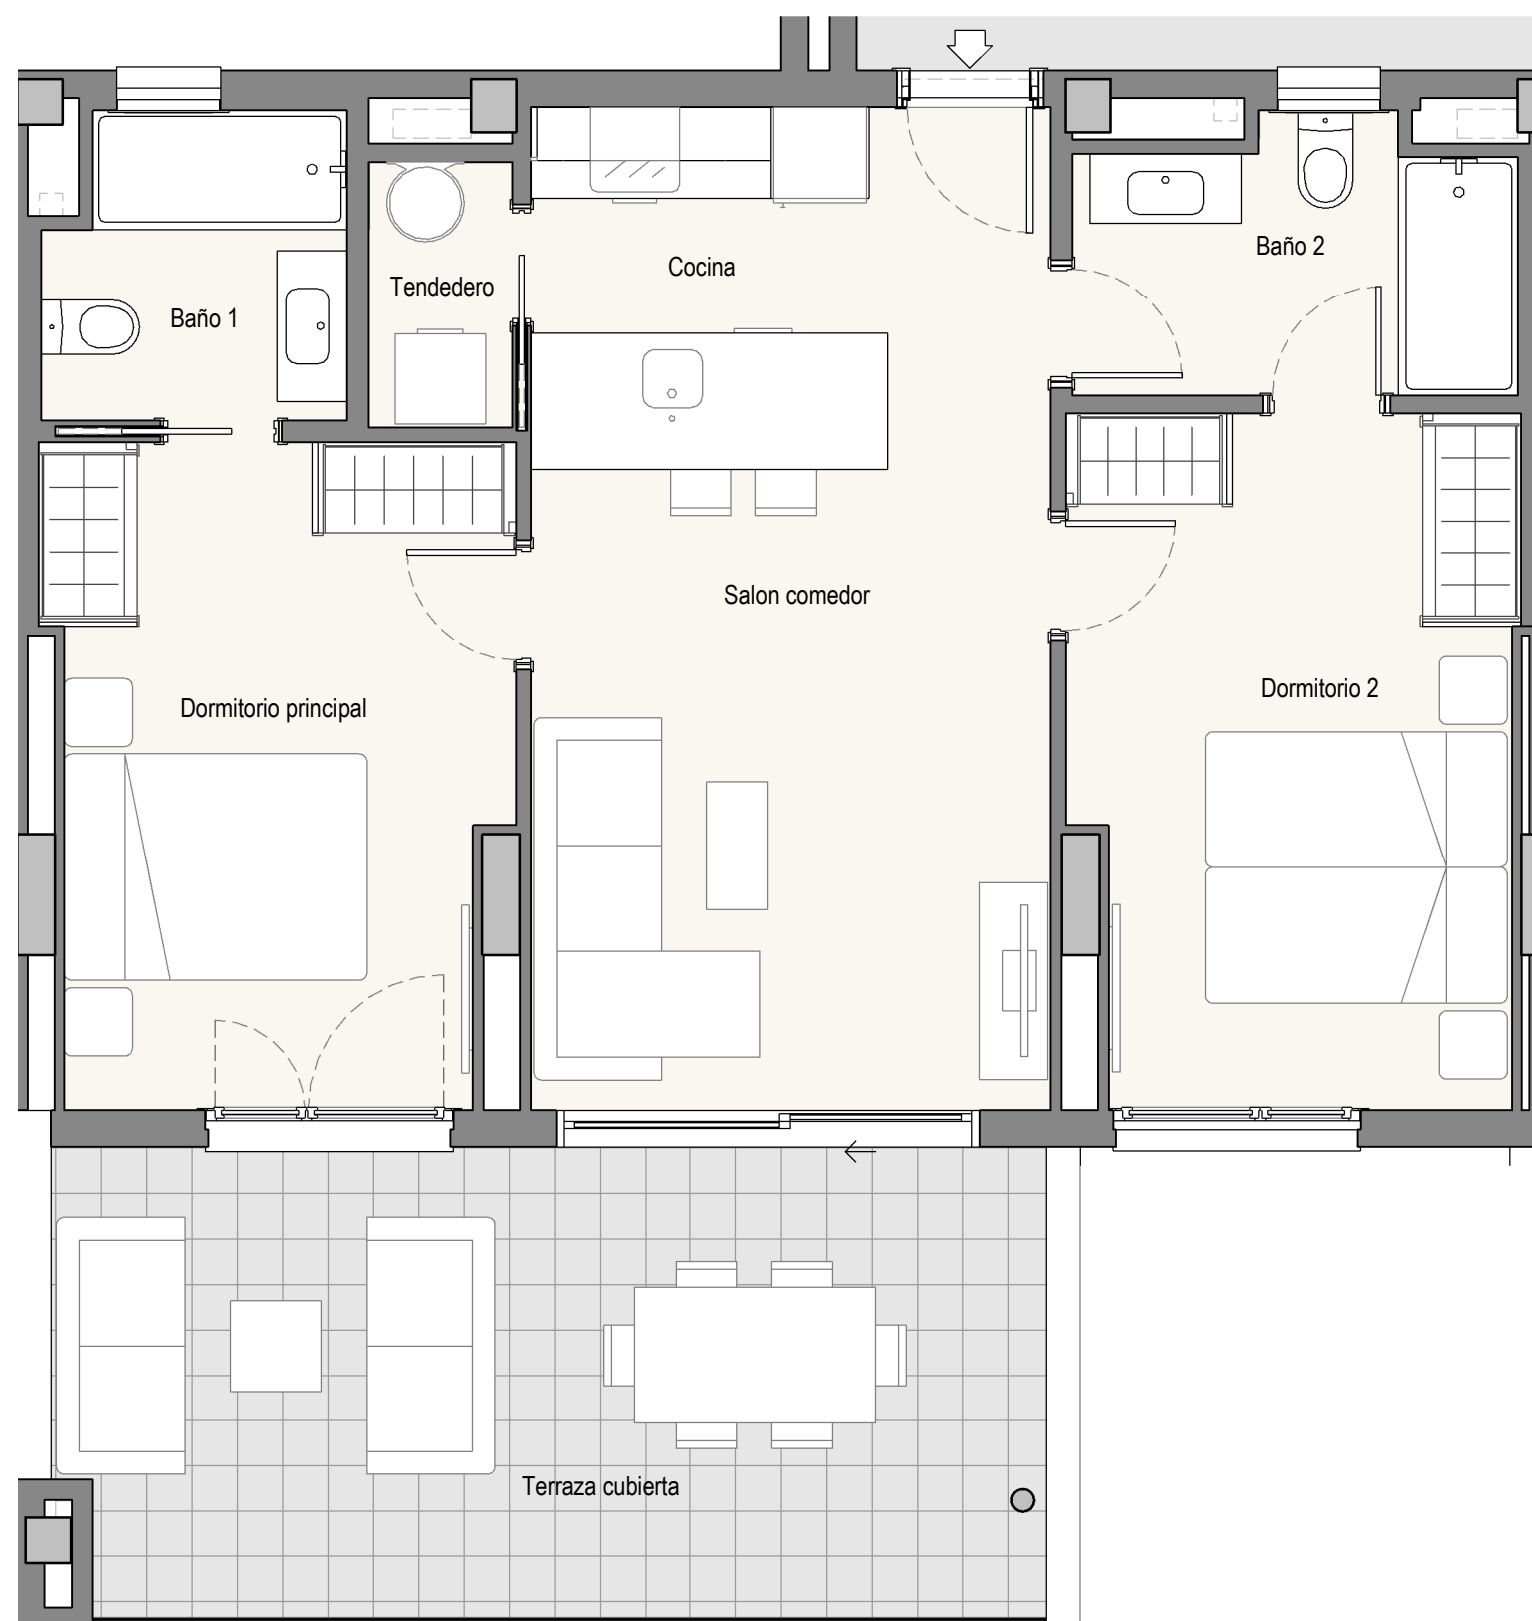 Baño 2
Cocina
Tendedero
Baño 1
Salon comedor
Dormitorio 2
Dormitorio principal
Terraza cubierta